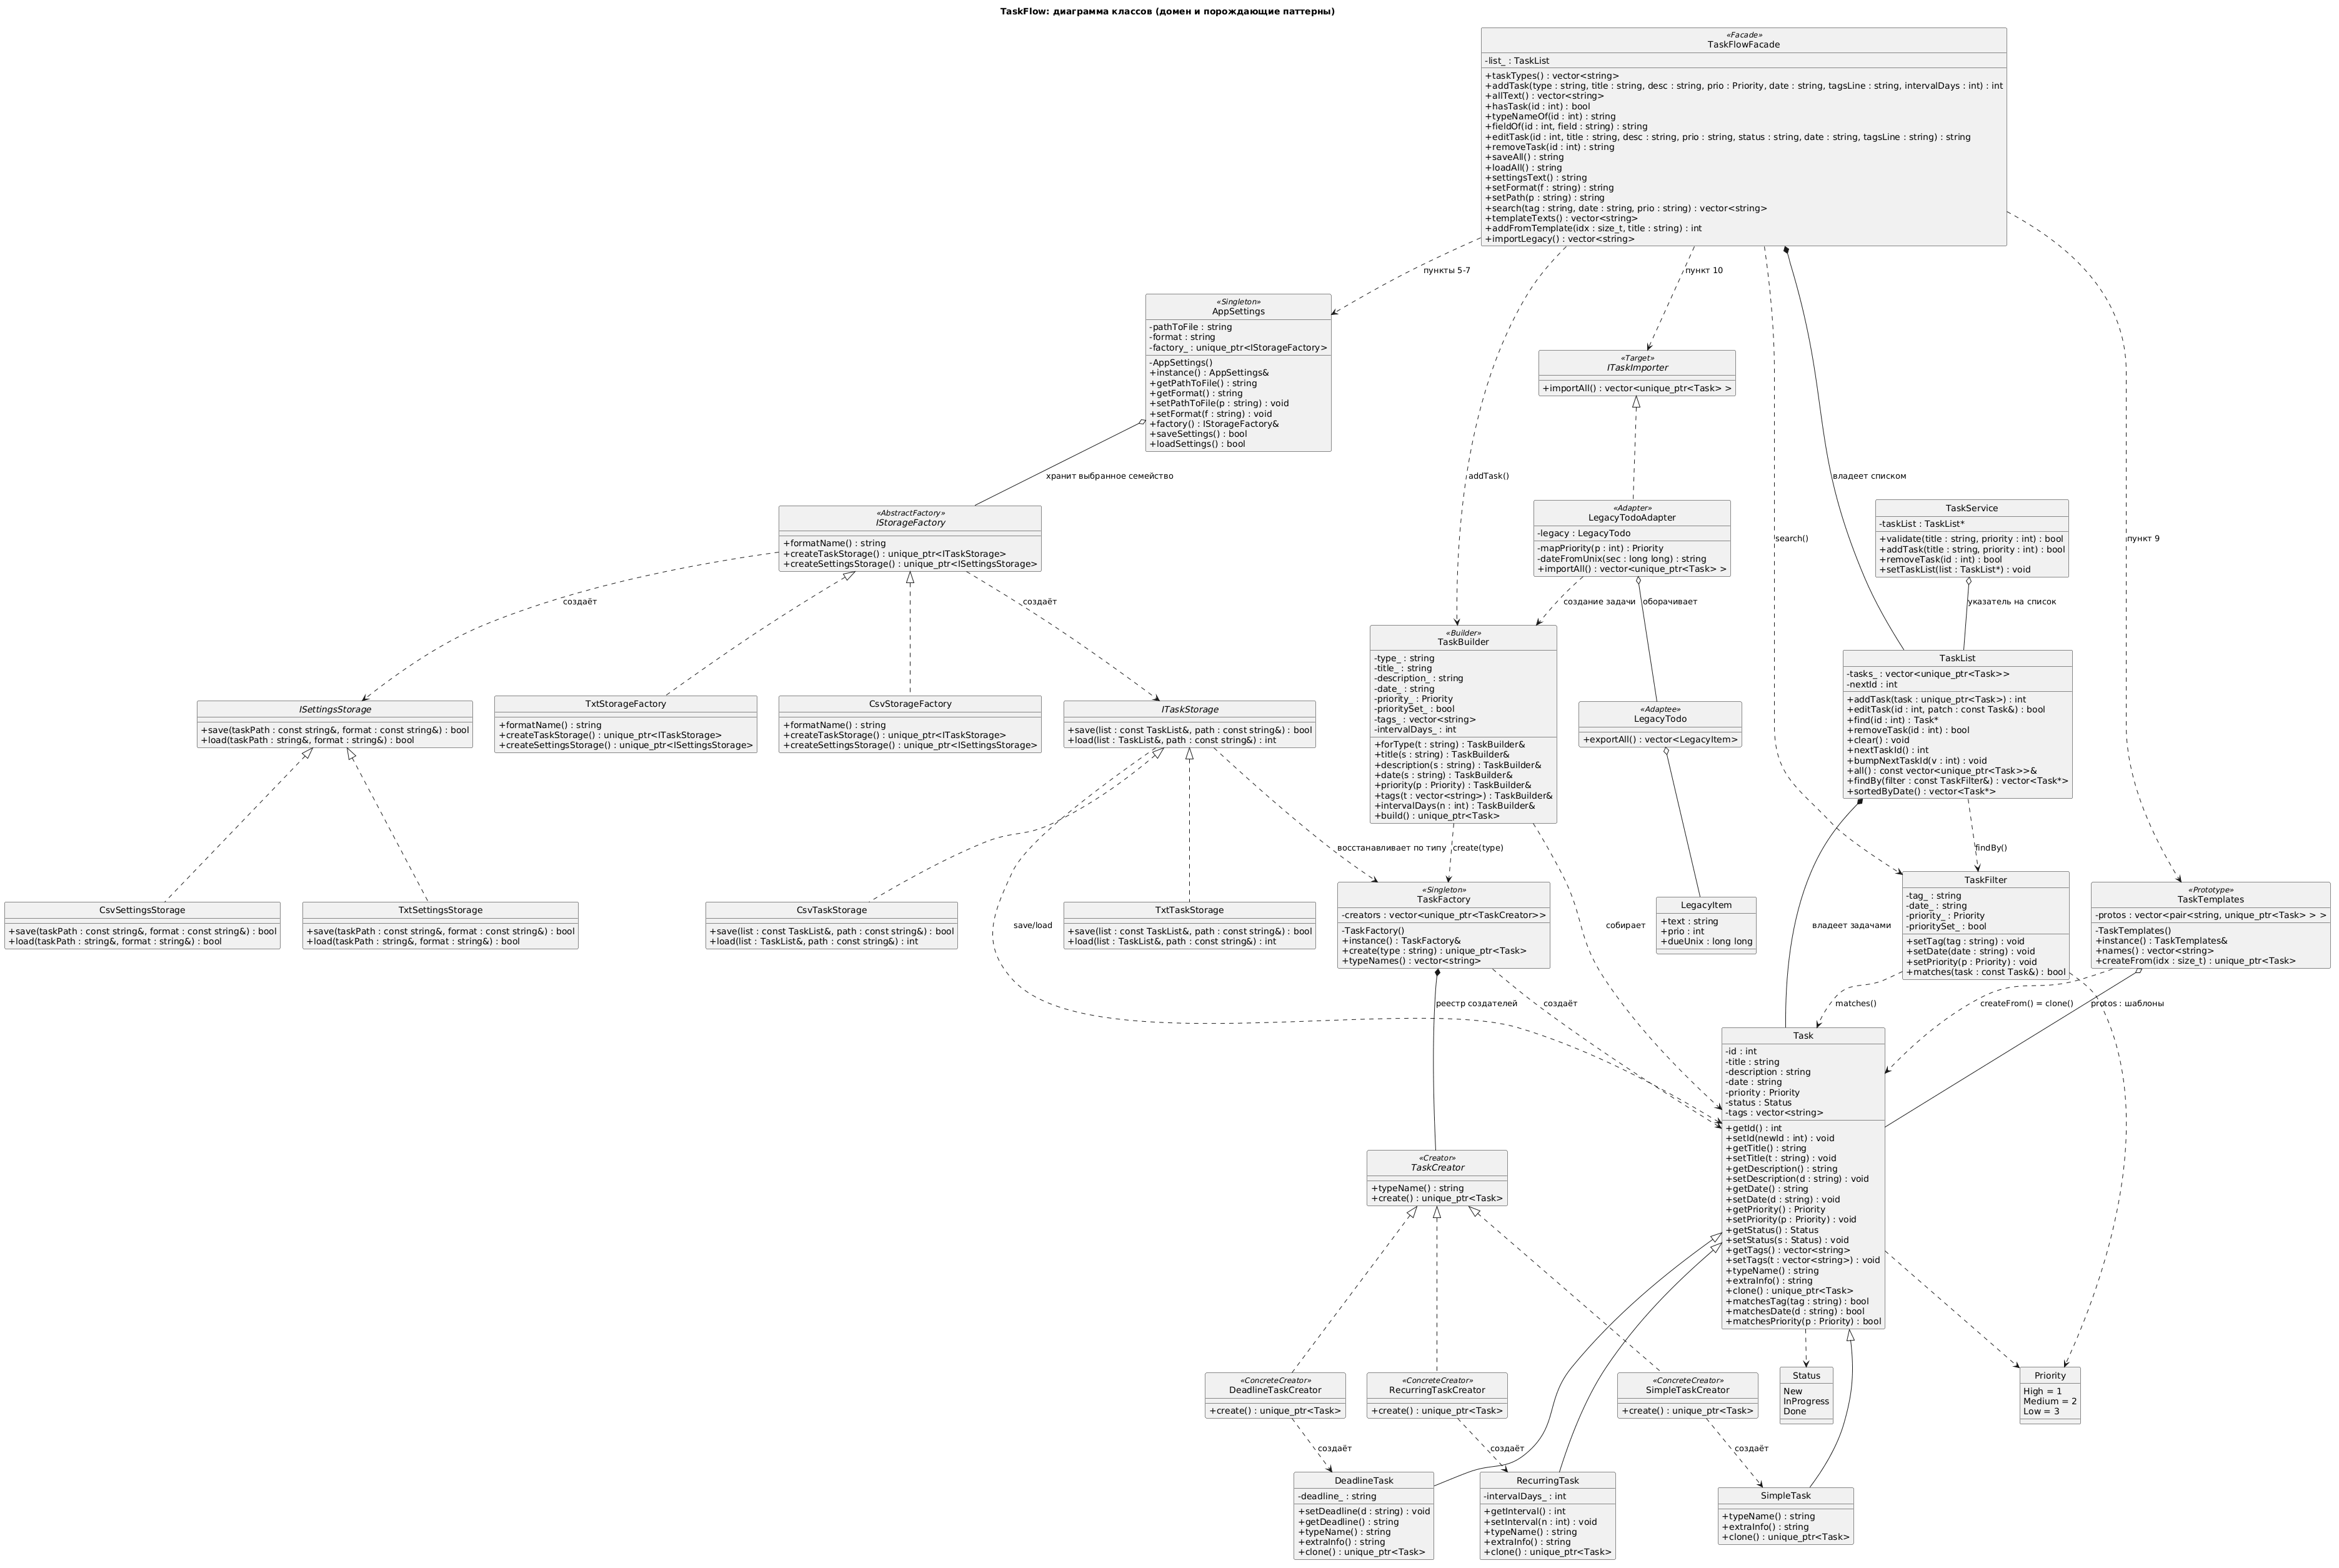 TaskFlow: диаграмма классов (домен и порождающие паттерны)
«Facade»
TaskFlowFacade
-list_ : TaskList
+taskTypes() : vector<string>
+addTask(type : string, title : string, desc : string, prio : Priority, date : string, tagsLine : string, intervalDays : int) : int
+allText() : vector<string>
+hasTask(id : int) : bool
+typeNameOf(id : int) : string
+fieldOf(id : int, field : string) : string
+editTask(id : int, title : string, desc : string, prio : string, status : string, date : string, tagsLine : string) : string
+removeTask(id : int) : string
+saveAll() : string
+loadAll() : string
+settingsText() : string
+setFormat(f : string) : string
+setPath(p : string) : string
+search(tag : string, date : string, prio : string) : vector<string>
+templateTexts() : vector<string>
+addFromTemplate(idx : size_t, title : string) : int
+importLegacy() : vector<string>
пункты 5-7
пункт 10
«Singleton»
AppSettings
-pathToFile : string
-format : string
-factory_ : unique_ptr<IStorageFactory>
-AppSettings()
+instance() : AppSettings&
+getPathToFile() : string
+getFormat() : string
+setPathToFile(p : string) : void
+setFormat(f : string) : void
+factory() : IStorageFactory&
+saveSettings() : bool
+loadSettings() : bool
«Target»
ITaskImporter
+importAll() : vector<unique_ptr<Task> >
хранит выбранное семейство
addTask()
владеет списком
search()
пункт 9
«AbstractFactory»
IStorageFactory
+formatName() : string
+createTaskStorage() : unique_ptr<ITaskStorage>
+createSettingsStorage() : unique_ptr<ISettingsStorage>
«Adapter»
LegacyTodoAdapter
-legacy : LegacyTodo
-mapPriority(p : int) : Priority
-dateFromUnix(sec : long long) : string
+importAll() : vector<unique_ptr<Task> >
TaskService
-taskList : TaskList*
+validate(title : string, priority : int) : bool
+addTask(title : string, priority : int) : bool
+removeTask(id : int) : bool
+setTaskList(list : TaskList*) : void
создаёт
создаёт
создание задачи
оборачивает
указатель на список
ISettingsStorage
+save(taskPath : const string&, format : const string&) : bool
+load(taskPath : string&, format : string&) : bool
TxtStorageFactory
+formatName() : string
+createTaskStorage() : unique_ptr<ITaskStorage>
+createSettingsStorage() : unique_ptr<ISettingsStorage>
CsvStorageFactory
+formatName() : string
+createTaskStorage() : unique_ptr<ITaskStorage>
+createSettingsStorage() : unique_ptr<ISettingsStorage>
ITaskStorage
+save(list : const TaskList&, path : const string&) : bool
+load(list : TaskList&, path : const string&) : int
«Builder»
TaskBuilder
-type_ : string
-title_ : string
-description_ : string
-date_ : string
-priority_ : Priority
-prioritySet_ : bool
-tags_ : vector<string>
-intervalDays_ : int
+forType(t : string) : TaskBuilder&
+title(s : string) : TaskBuilder&
+description(s : string) : TaskBuilder&
+date(s : string) : TaskBuilder&
+priority(p : Priority) : TaskBuilder&
+tags(t : vector<string>) : TaskBuilder&
+intervalDays(n : int) : TaskBuilder&
+build() : unique_ptr<Task>
«Adaptee»
LegacyTodo
+exportAll() : vector<LegacyItem>
TaskList
-tasks_ : vector<unique_ptr<Task>>
-nextId : int
+addTask(task : unique_ptr<Task>) : int
+editTask(id : int, patch : const Task&) : bool
+find(id : int) : Task*
+removeTask(id : int) : bool
+clear() : void
+nextTaskId() : int
+bumpNextTaskId(v : int) : void
+all() : const vector<unique_ptr<Task>>&
+findBy(filter : const TaskFilter&) : vector<Task*>
+sortedByDate() : vector<Task*>
восстанавливает по типу
create(type)
findBy()
CsvSettingsStorage
+save(taskPath : const string&, format : const string&) : bool
+load(taskPath : string&, format : string&) : bool
TxtSettingsStorage
+save(taskPath : const string&, format : const string&) : bool
+load(taskPath : string&, format : string&) : bool
CsvTaskStorage
+save(list : const TaskList&, path : const string&) : bool
+load(list : TaskList&, path : const string&) : int
save/load
TxtTaskStorage
+save(list : const TaskList&, path : const string&) : bool
+load(list : TaskList&, path : const string&) : int
«Singleton»
TaskFactory
-creators : vector<unique_ptr<TaskCreator>>
-TaskFactory()
+instance() : TaskFactory&
+create(type : string) : unique_ptr<Task>
+typeNames() : vector<string>
собирает
LegacyItem
+text : string
+prio : int
+dueUnix : long long
владеет задачами
TaskFilter
-tag_ : string
-date_ : string
-priority_ : Priority
-prioritySet_ : bool
+setTag(tag : string) : void
+setDate(date : string) : void
+setPriority(p : Priority) : void
+matches(task : const Task&) : bool
«Prototype»
TaskTemplates
-protos : vector<pair<string, unique_ptr<Task> > >
-TaskTemplates()
+instance() : TaskTemplates&
+names() : vector<string>
+createFrom(idx : size_t) : unique_ptr<Task>
реестр создателей
создаёт
matches()
createFrom() = clone()
protos : шаблоны
Task
-id : int
-title : string
-description : string
-date : string
-priority : Priority
-status : Status
-tags : vector<string>
+getId() : int
+setId(newId : int) : void
+getTitle() : string
+setTitle(t : string) : void
+getDescription() : string
+setDescription(d : string) : void
+getDate() : string
+setDate(d : string) : void
+getPriority() : Priority
+setPriority(p : Priority) : void
+getStatus() : Status
+setStatus(s : Status) : void
+getTags() : vector<string>
+setTags(t : vector<string>) : void
+typeName() : string
+extraInfo() : string
+clone() : unique_ptr<Task>
+matchesTag(tag : string) : bool
+matchesDate(d : string) : bool
+matchesPriority(p : Priority) : bool
«Creator»
TaskCreator
+typeName() : string
+create() : unique_ptr<Task>
«ConcreteCreator»
DeadlineTaskCreator
+create() : unique_ptr<Task>
«ConcreteCreator»
RecurringTaskCreator
+create() : unique_ptr<Task>
«ConcreteCreator»
SimpleTaskCreator
+create() : unique_ptr<Task>
Status
New
InProgress
Done
Priority
High = 1
Medium = 2
Low = 3
создаёт
создаёт
создаёт
DeadlineTask
-deadline_ : string
+setDeadline(d : string) : void
+getDeadline() : string
+typeName() : string
+extraInfo() : string
+clone() : unique_ptr<Task>
RecurringTask
-intervalDays_ : int
+getInterval() : int
+setInterval(n : int) : void
+typeName() : string
+extraInfo() : string
+clone() : unique_ptr<Task>
SimpleTask
+typeName() : string
+extraInfo() : string
+clone() : unique_ptr<Task>